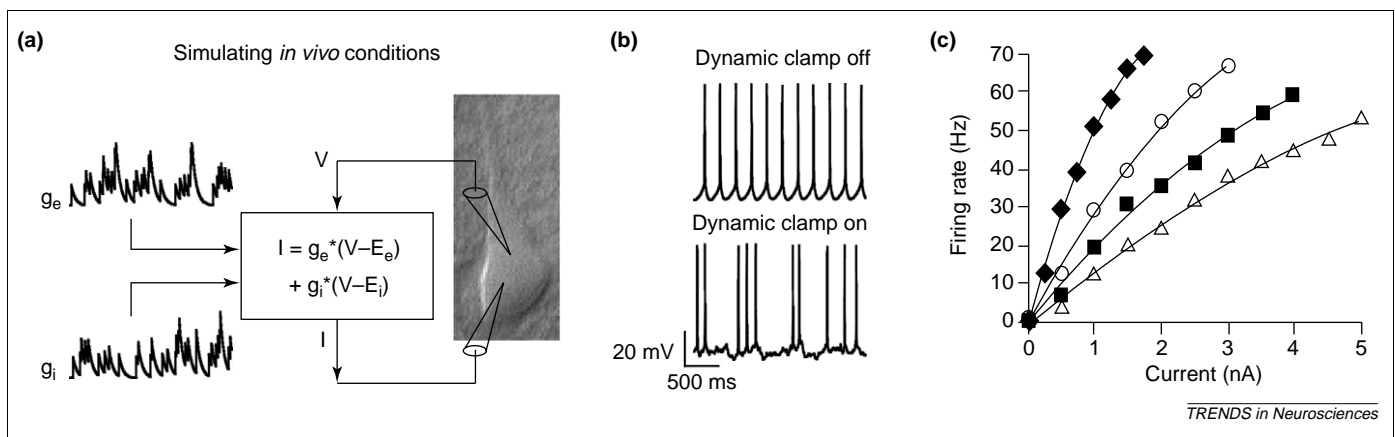 (a)
Simulating in vivo conditions
g_e
g_i
V
I = g_e*(V–E_e)
+ g_i*(V–E_i)
I
(b)
Dynamic clamp off
Dynamic clamp on
20 mV
500 ms
(c)
Firing rate (Hz)
70
60
50
40
30
20
10
0
0 1 2 3 4 5
Current (nA)
TRENDS in Neurosciences